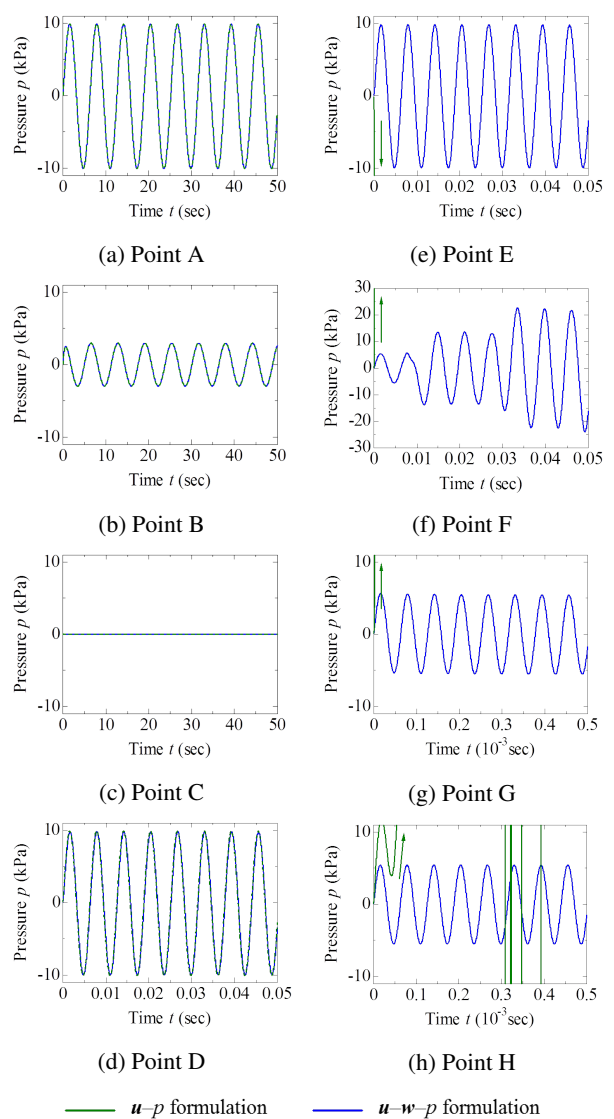 10
0
-10
Pressure p (kPa)
0 10 20 30 40 50
Time t (sec)
(a) Point A
10
0
-10
Pressure p (kPa)
0 0.01 0.02 0.03 0.04 0.05
Time t (sec)
(e) Point E
10
0
-10
Pressure p (kPa)
0 10 20 30 40 50
Time t (sec)
(b) Point B
30
20
10
0
-10
-20
-30
Pressure p (kPa)
0 0.01 0.02 0.03 0.04 0.05
Time t (sec)
(f) Point F
10
0
-10
Pressure p (kPa)
0 10 20 30 40 50
Time t (sec)
(c) Point C
10
0
-10
Pressure p (kPa)
0 0.1 0.2 0.3 0.4 0.5
Time t (10⁻³sec)
(g) Point G
10
0
-10
Pressure p (kPa)
0 0.01 0.02 0.03 0.04 0.05
Time t (sec)
(d) Point D
10
0
-10
Pressure p (kPa)
0 0.1 0.2 0.3 0.4 0.5
Time t (10⁻³sec)
(h) Point H
u–p formulation
u–w–p formulation